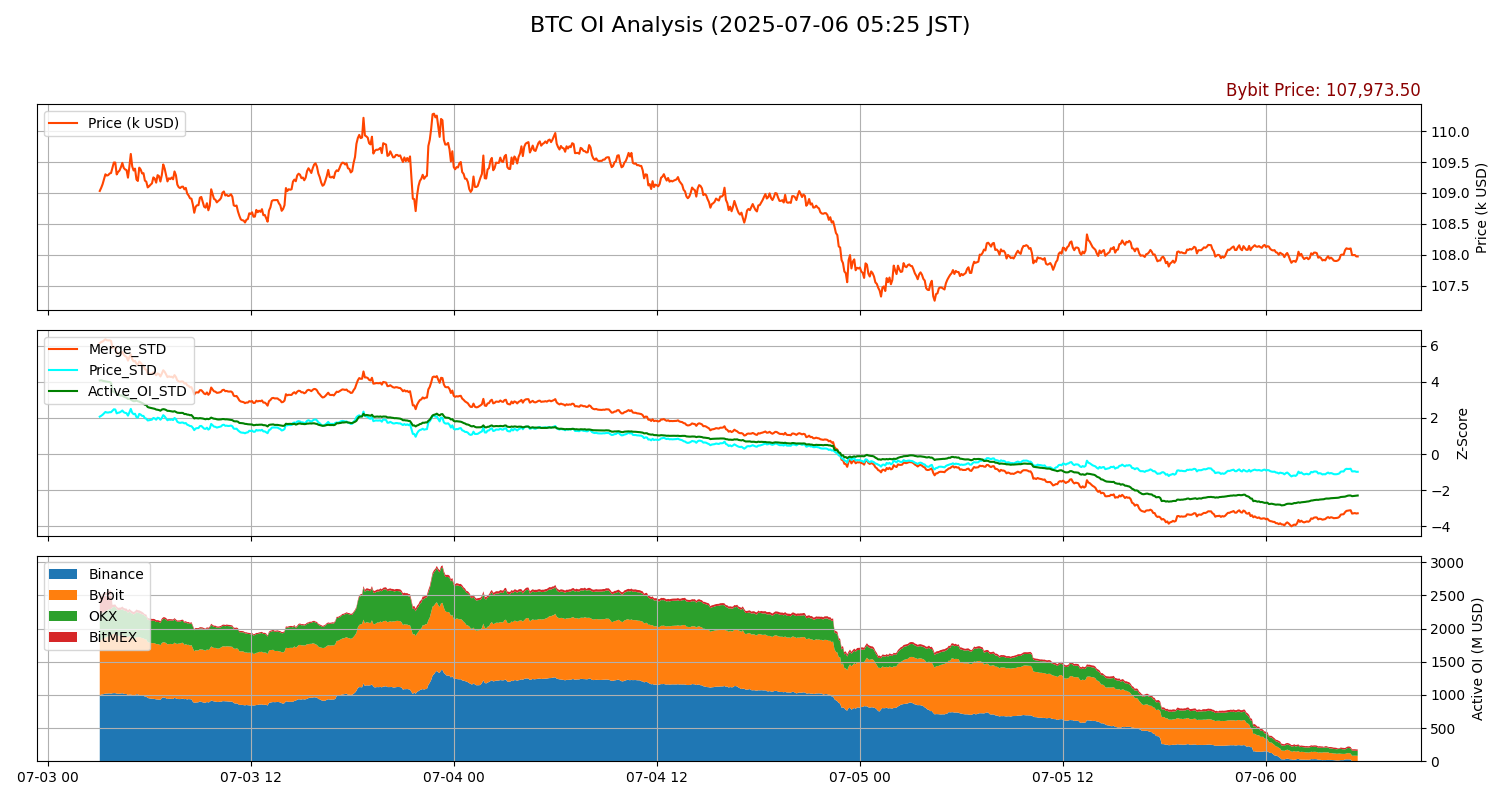 BTC OI Analysis (2025-07-06 05:25 JST)
Bybit Price: 107,973.50
Price (k USD)
110.0
109.5
109.0
108.5
108.0
107.5
Price (k USD)
Merge_STD
Price_STD
Active_OI_STD
6
4
2
0
−2
−4
Z-Score
Binance
Bybit
OKX
BitMEX
3000
2500
2000
1500
1000
500
0
Active OI (M USD)
07-03 00
07-03 12
07-04 00
07-04 12
07-05 00
07-05 12
07-06 00